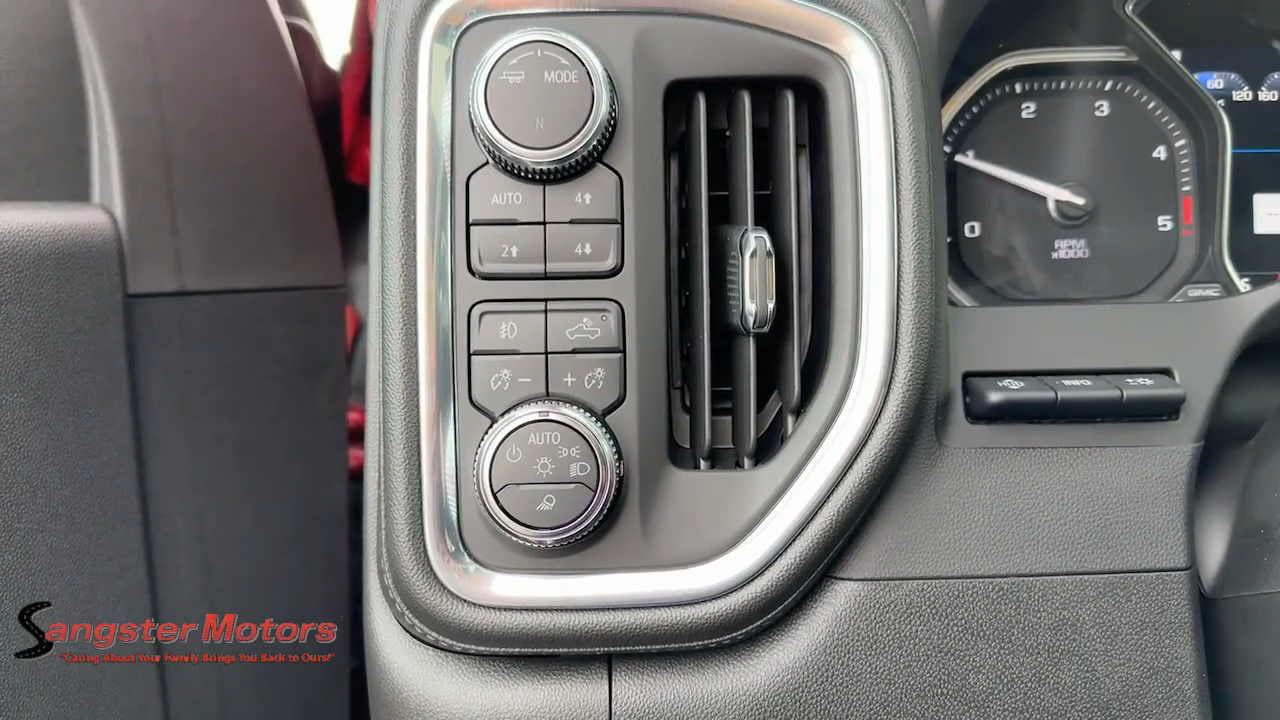 MODE
N
AUTO
4
2
4
AUTO
0
1
2
3
4
5
RPM
x1000
GMC
60
120 160
HUD
INFO
Sangster Motors
"Caring About Your Family Brings You Back to Ours!"